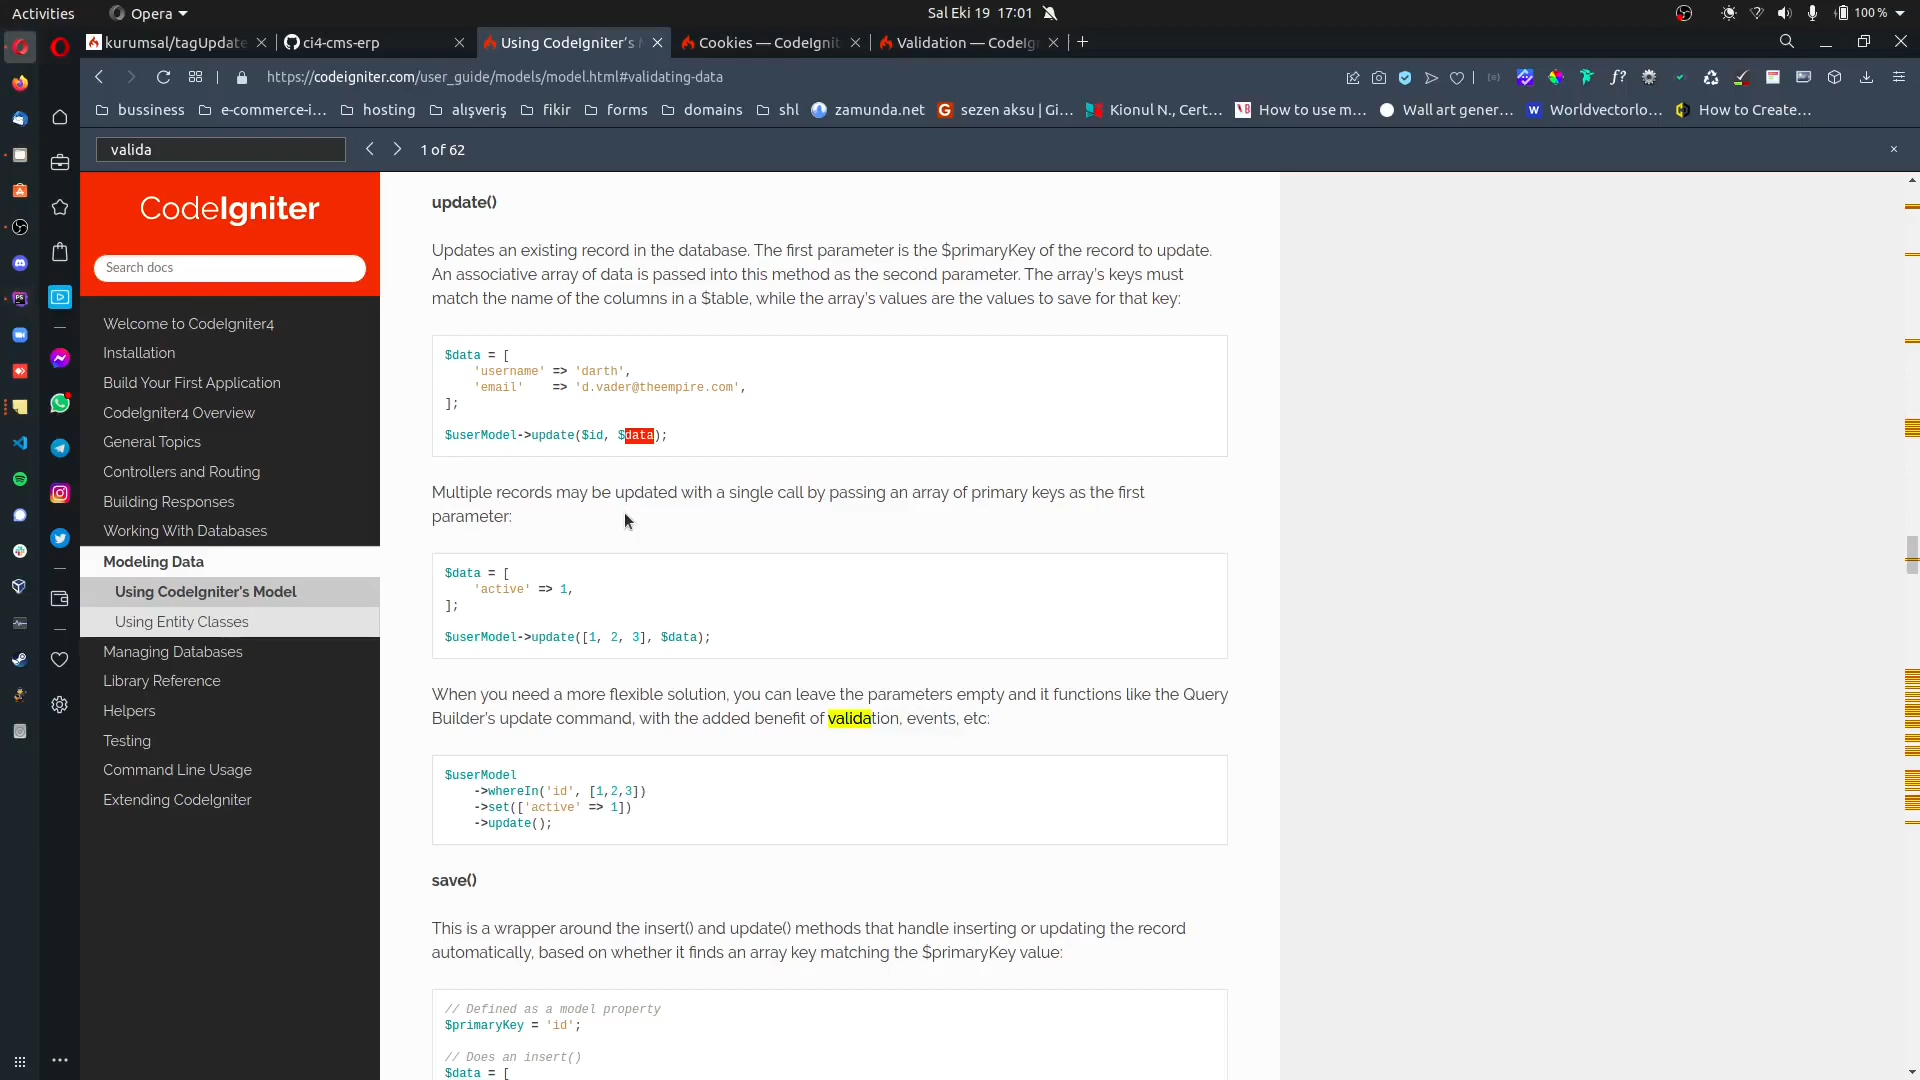 Activities
Opera
Sal Eki 19 17:01
100 %
kurumsal/tagUpdate
ci4-cms-erp
Using CodeIgniter's
Cookies — CodeIgnit
Validation — CodeIg
https://codeigniter.com/user_guide/models/model.html#validating-data
bussiness
e-commerce-i...
hosting
alışveriş
fikir
forms
domains
shl
zamunda.net
sezen aksu | Gi...
Kionul N., Cert...
How to use m...
Wall art gener...
Worldvectorlo...
How to Create...
valida
1 of 62
CodeIgniter
Search docs
Welcome to CodeIgniter4
Installation
Build Your First Application
CodeIgniter4 Overview
General Topics
Controllers and Routing
Building Responses
Working With Databases
Modeling Data
Using CodeIgniter's Model
Using Entity Classes
Managing Databases
Library Reference
Helpers
Testing
Command Line Usage
Extending CodeIgniter
update()
Updates an existing record in the database. The first parameter is the $primaryKey of the record to update.
An associative array of data is passed into this method as the second parameter. The array's keys must
match the name of the columns in a $table, while the array's values are the values to save for that key:
$data = [
'username' => 'darth',
'email'    => 'd.vader@theempire.com',
];
$userModel->update($id, $data);
Multiple records may be updated with a single call by passing an array of primary keys as the first
parameter:
$data = [
'active' => 1,
];
$userModel->update([1, 2, 3], $data);
When you need a more flexible solution, you can leave the parameters empty and it functions like the Query
Builder's update command, with the added benefit of validation, events, etc:
$userModel
->whereIn('id', [1,2,3])
->set(['active' => 1])
->update();
save()
This is a wrapper around the insert() and update() methods that handle inserting or updating the record
automatically, based on whether it finds an array key matching the $primaryKey value:
// Defined as a model property
$primaryKey = 'id';
// Does an insert()
$data = [